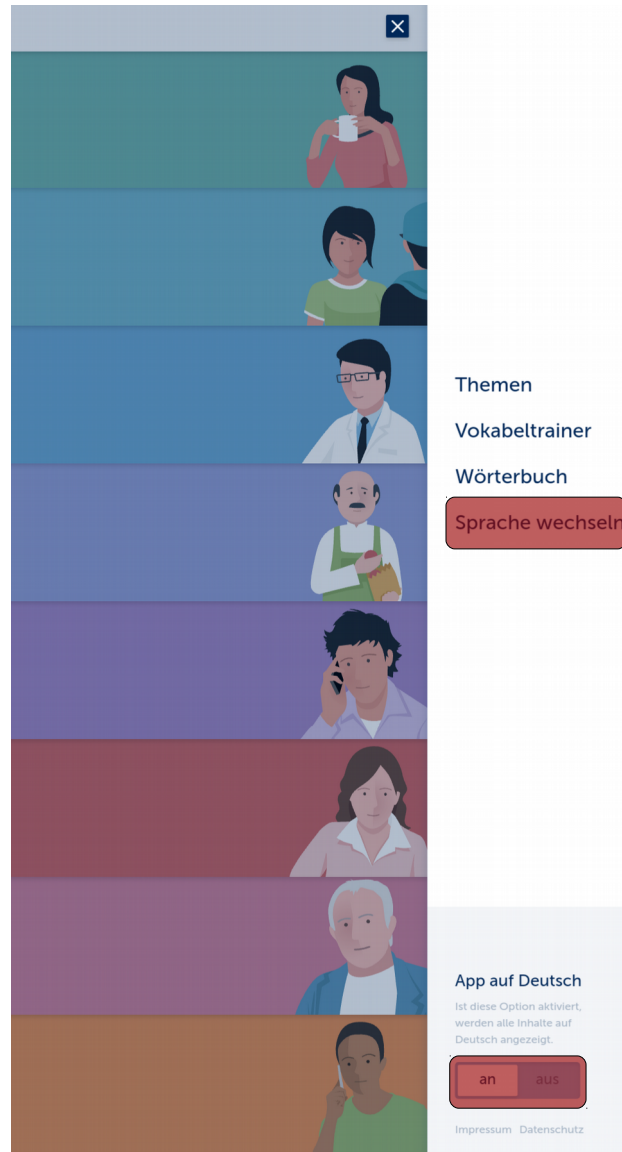 Themen
Vokabeltrainer
Wörterbuch
Sprache wechseln
App auf Deutsch
Ist diese Option aktiviert,
werden alle Inhalte auf
Deutsch angezeigt.
an aus
Impressum Datenschutz